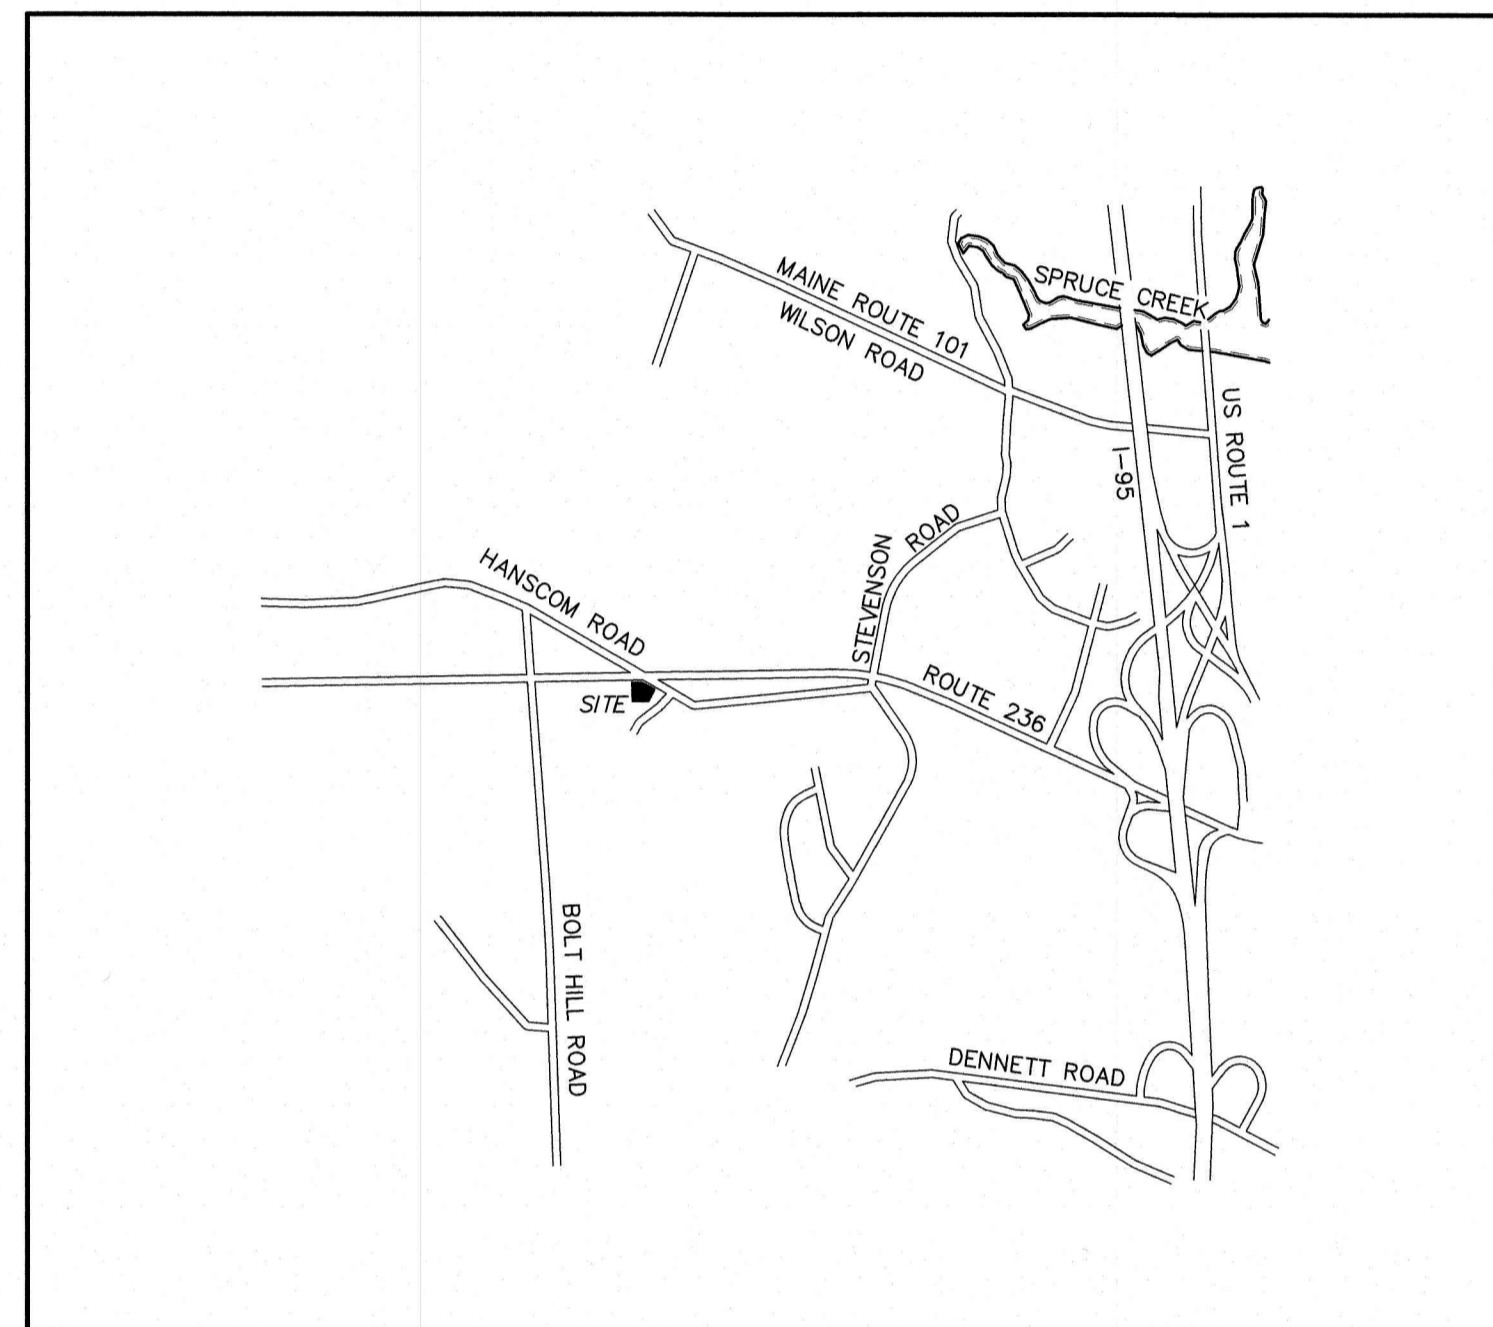 SPRUCE CREEK
MAINE ROUTE 101
WILSON ROAD
US ROUTE 1
I-95
STEVENSON ROAD
HANSCOM ROAD
ROUTE 236
SITE
BOLT HILL ROAD
DENNETT ROAD